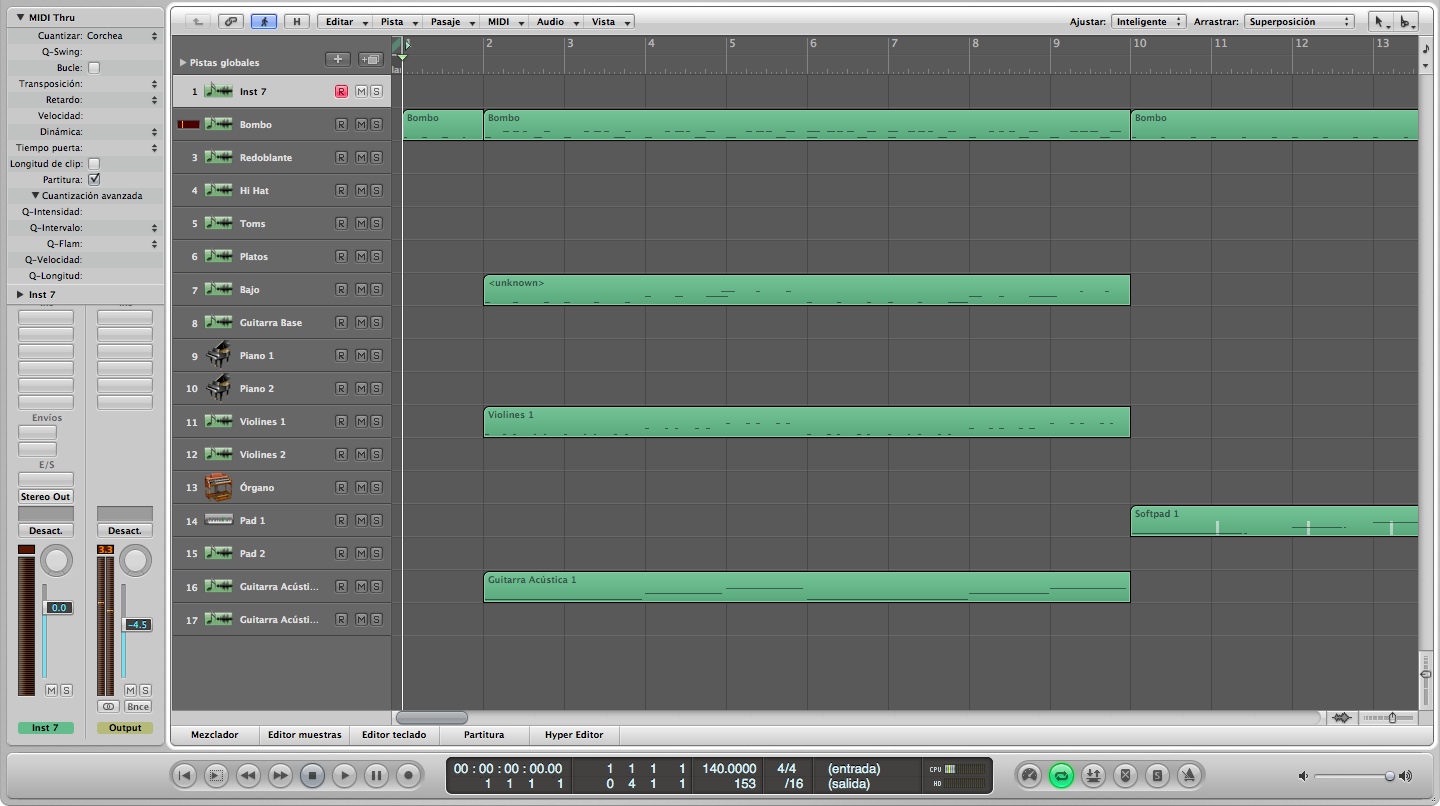 MIDI Thru
Cuantizar: Corchea
Q-Swing:
Bucle:
Transposición:
Retardo:
Velocidad:
Dinámica:
Tiempo puerta:
Longitud de clip:
Partitura:
Cuantización avanzada
Q-Intensidad:
Q-Intervalo:
Q-Flam:
Q-Velocidad:
Q-Longitud:
Inst 7
Envíos
E/S
Stereo Out
Desact. Desact.
3.3
0.0
-4.5
M S M S
Bnce
Inst 7 Output
H Editar Pista Pasaje MIDI Audio Vista Ajustar: Inteligente Arrastrar: Superposición
1 2 3 4 5 6 7 8 9 10 11 12 13
Pistas globales
1 Inst 7 R M S
Bombo R M S Bombo Bombo Bombo
3 Redoblante R M S
4 Hi Hat R M S
5 Toms R M S
6 Platos R M S
7 Bajo R M S <unknown>
8 Guitarra Base R M S
9 Piano 1 R M S
10 Piano 2 R M S
11 Violines 1 R M S Violines 1
12 Violines 2 R M S
13 Órgano R M S
14 Pad 1 R M S Softpad 1
15 Pad 2 R M S
16 Guitarra Acústi... R M S Guitarra Acústica 1
17 Guitarra Acústi... R M S
Mezclador Editor muestras Editor teclado Partitura Hyper Editor
00:00:00:00.00 1 1 1 1 140.0000 4/4 (entrada) CPU
1 1 1 1 0 4 1 1 153 /16 (salida) HD
S